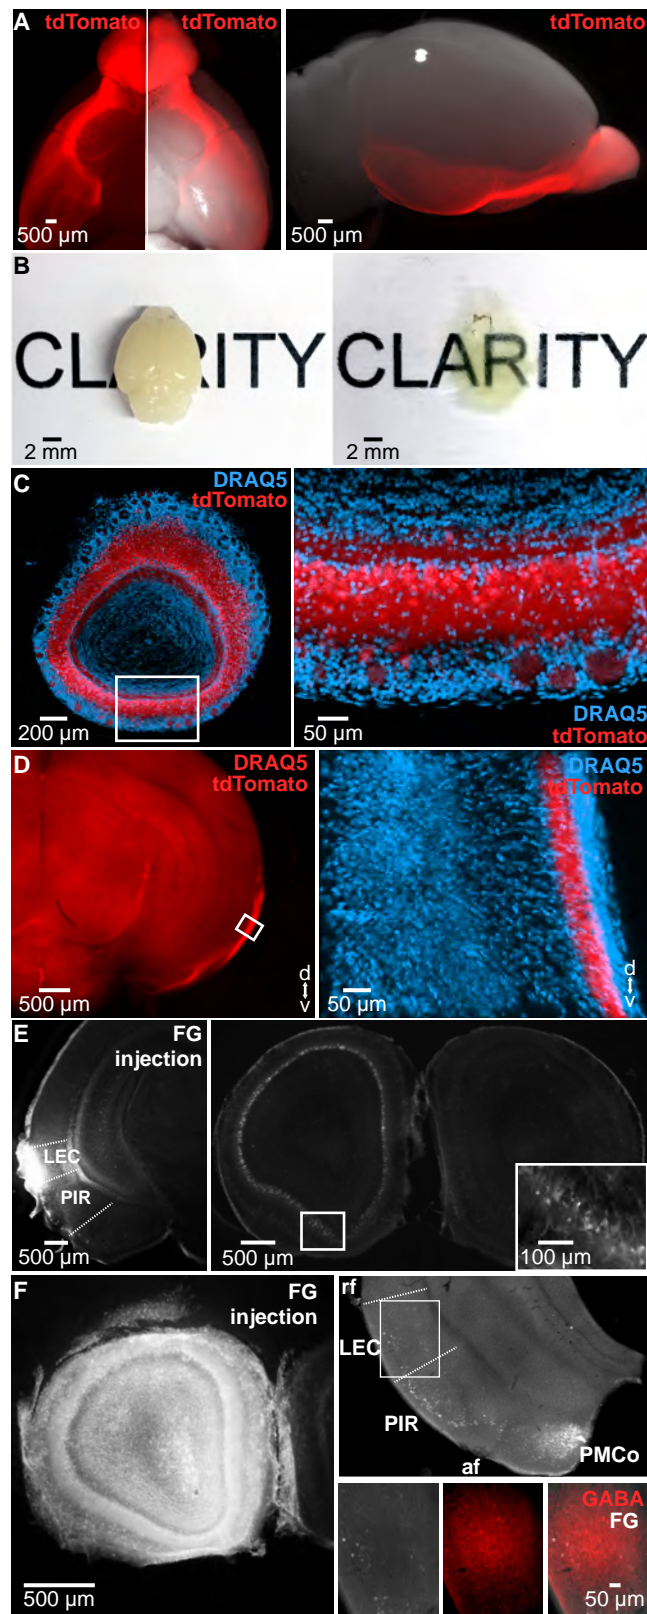 A
tdTomato
tdTomato
500 µm
tdTomato
500 µm
B
CLARITY
2 mm
CLARITY
2 mm
C
DRAQ5
tdTomato
200 µm
50 µm
DRAQ5
tdTomato
D
DRAQ5
tdTomato
500 µm
d
v
DRAQ5
tdTomato
50 µm
d
v
E
FG
injection
LEC
PIR
500 µm
500 µm
100 µm
F
FG
injection
500 µm
rf
LEC
PIR
af
PMCo
GABA
FG
50 µm